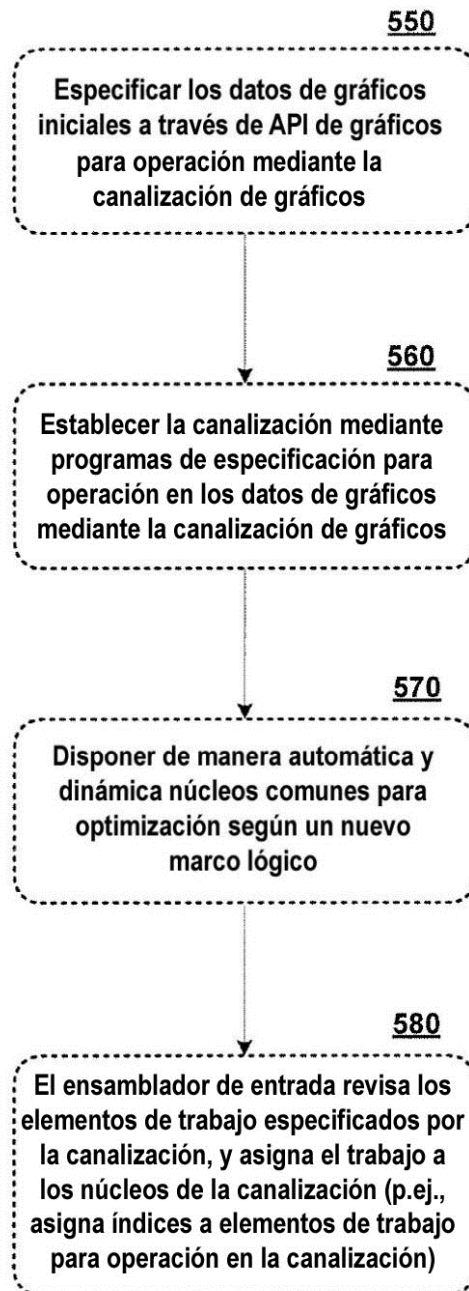 550
Especificar los datos de gráficos
iniciales a través de API de gráficos
para operación mediante la
canalización de gráficos
560
Establecer la canalización mediante
programas de especificación para
operación en los datos de gráficos
mediante la canalización de gráficos
570
Disponer de manera automática y
dinámica núcleos comunes para
optimización según un nuevo
marco lógico
580
El ensamblador de entrada revisa los
elementos de trabajo especificados por
la canalización, y asigna el trabajo a
los núcleos de la canalización (p.ej.,
asigna índices a elementos de trabajo
para operación en la canalización)